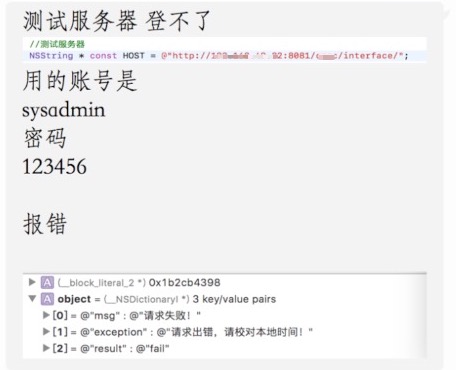 测试服务器 登不了
//测试服务器
NSString * const HOST = @"http://1 2:8081/ /interface/";
用的账号是
sysadmin
密码
123456
报错
(__block_literal_2 *) 0x1b2cb4398
object = (__NSDictionaryI *) 3 key/value pairs
[0] = @"msg" : @"请求失败！"
[1] = @"exception" : @"请求出错，请校对本地时间！"
[2] = @"result" : @"fail"